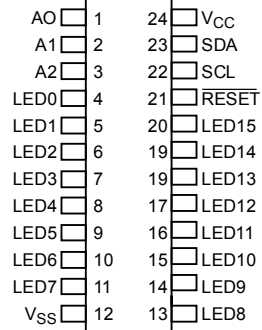 AO 1 24 VCC
A1 2 23 SDA
A2 3 22 SCL
LED0 4 21 RESET
LED1 5 20 LED15
LED2 6 19 LED14
LED3 7 19 LED13
LED4 8 17 LED12
LED5 9 16 LED11
LED6 10 15 LED10
LED7 11 14 LED9
VSS 12 13 LED8